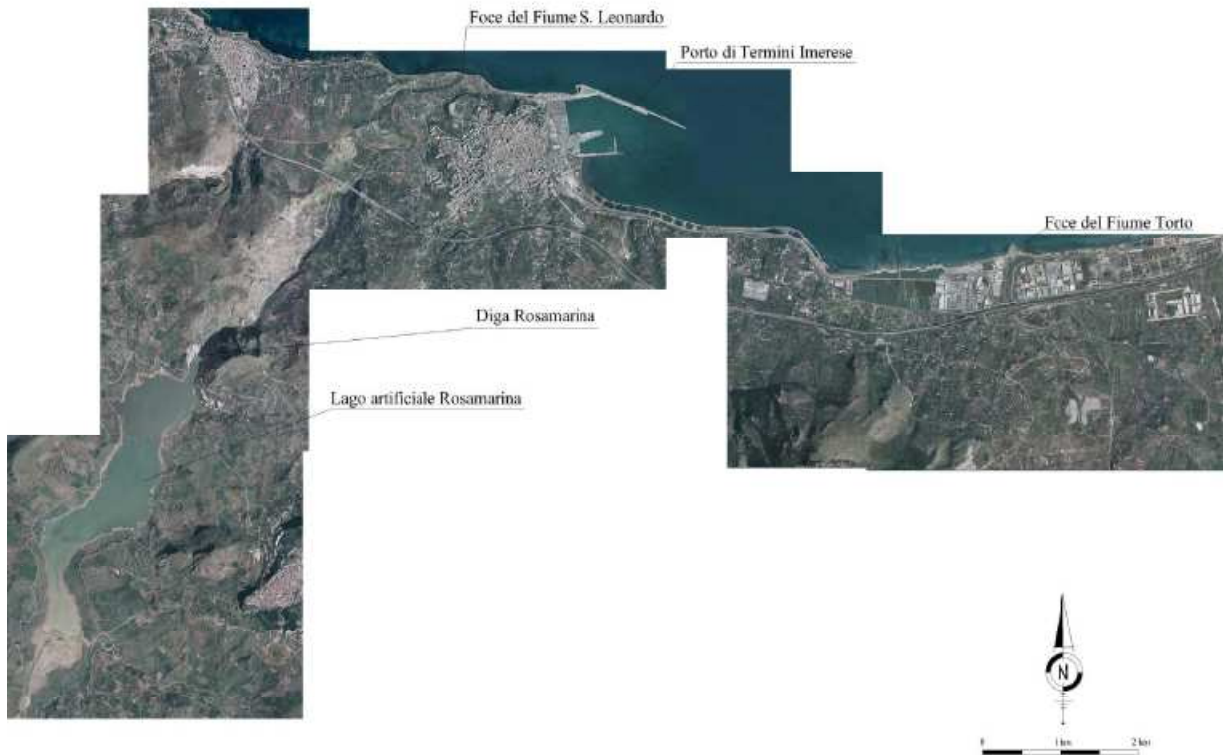 Foce del Fiume S. Leonardo
Porto di Termini Imerese
Foce del Fiume Torto
Diga Rosamarina
Lago artificiale Rosamarina
N
0 1 km 2 km